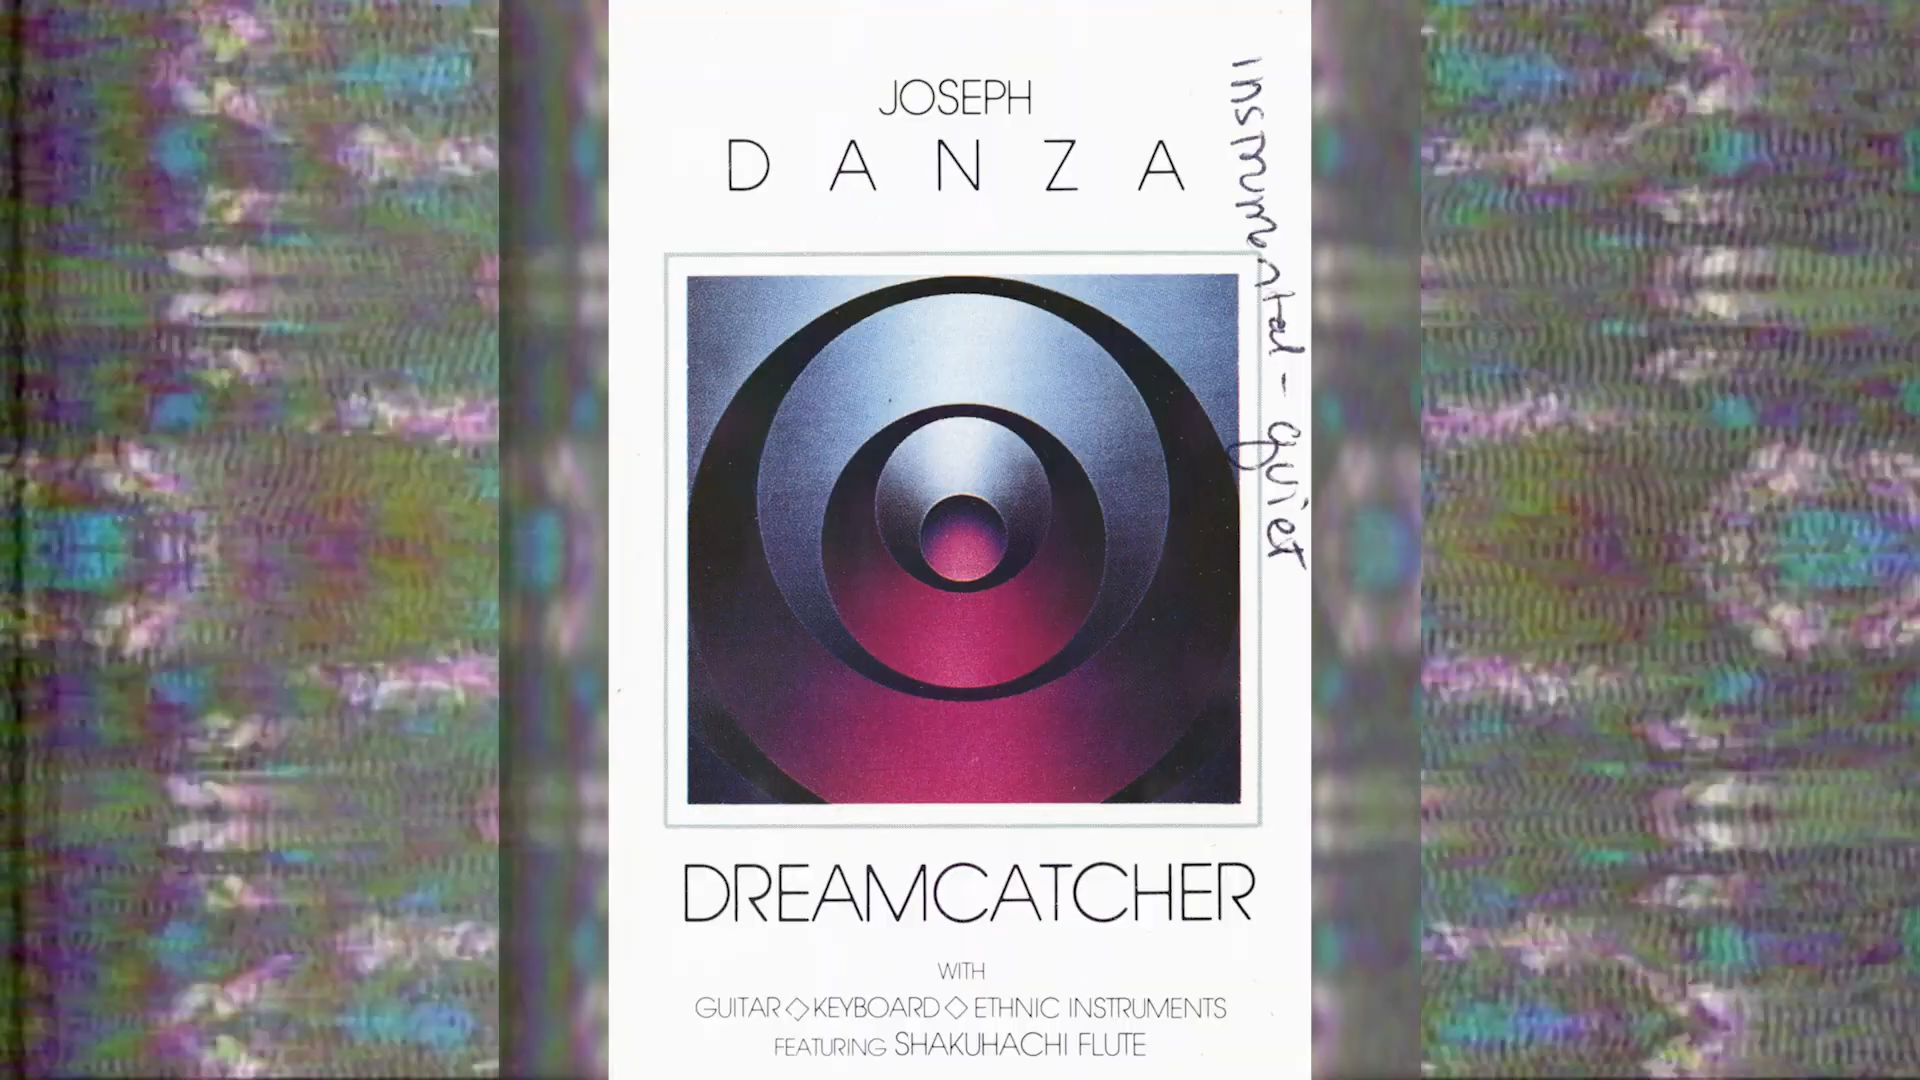 JOSEPH
DANZA
instrumental - quiet
DREAMCATCHER
WITH
GUITAR ◇ KEYBOARD ◇ ETHNIC INSTRUMENTS
FEATURING SHAKUHACHI FLUTE